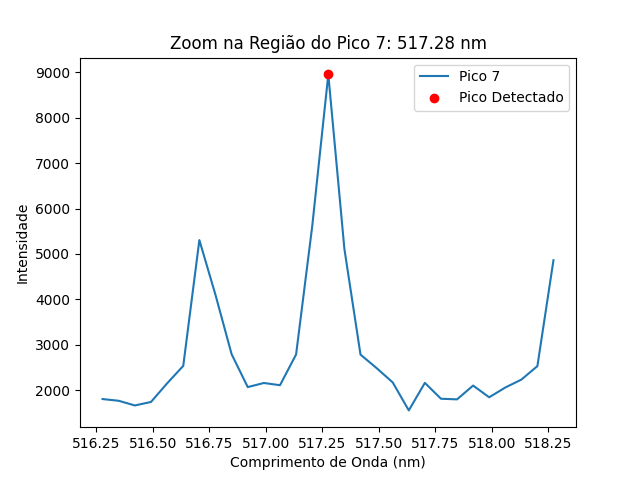 Zoom na Região do Pico 7: 517.28 nm
Pico 7
Pico Detectado
Intensidade
9000
8000
7000
6000
5000
4000
3000
2000
516.25 516.50 516.75 517.00 517.25 517.50 517.75 518.00 518.25
Comprimento de Onda (nm)